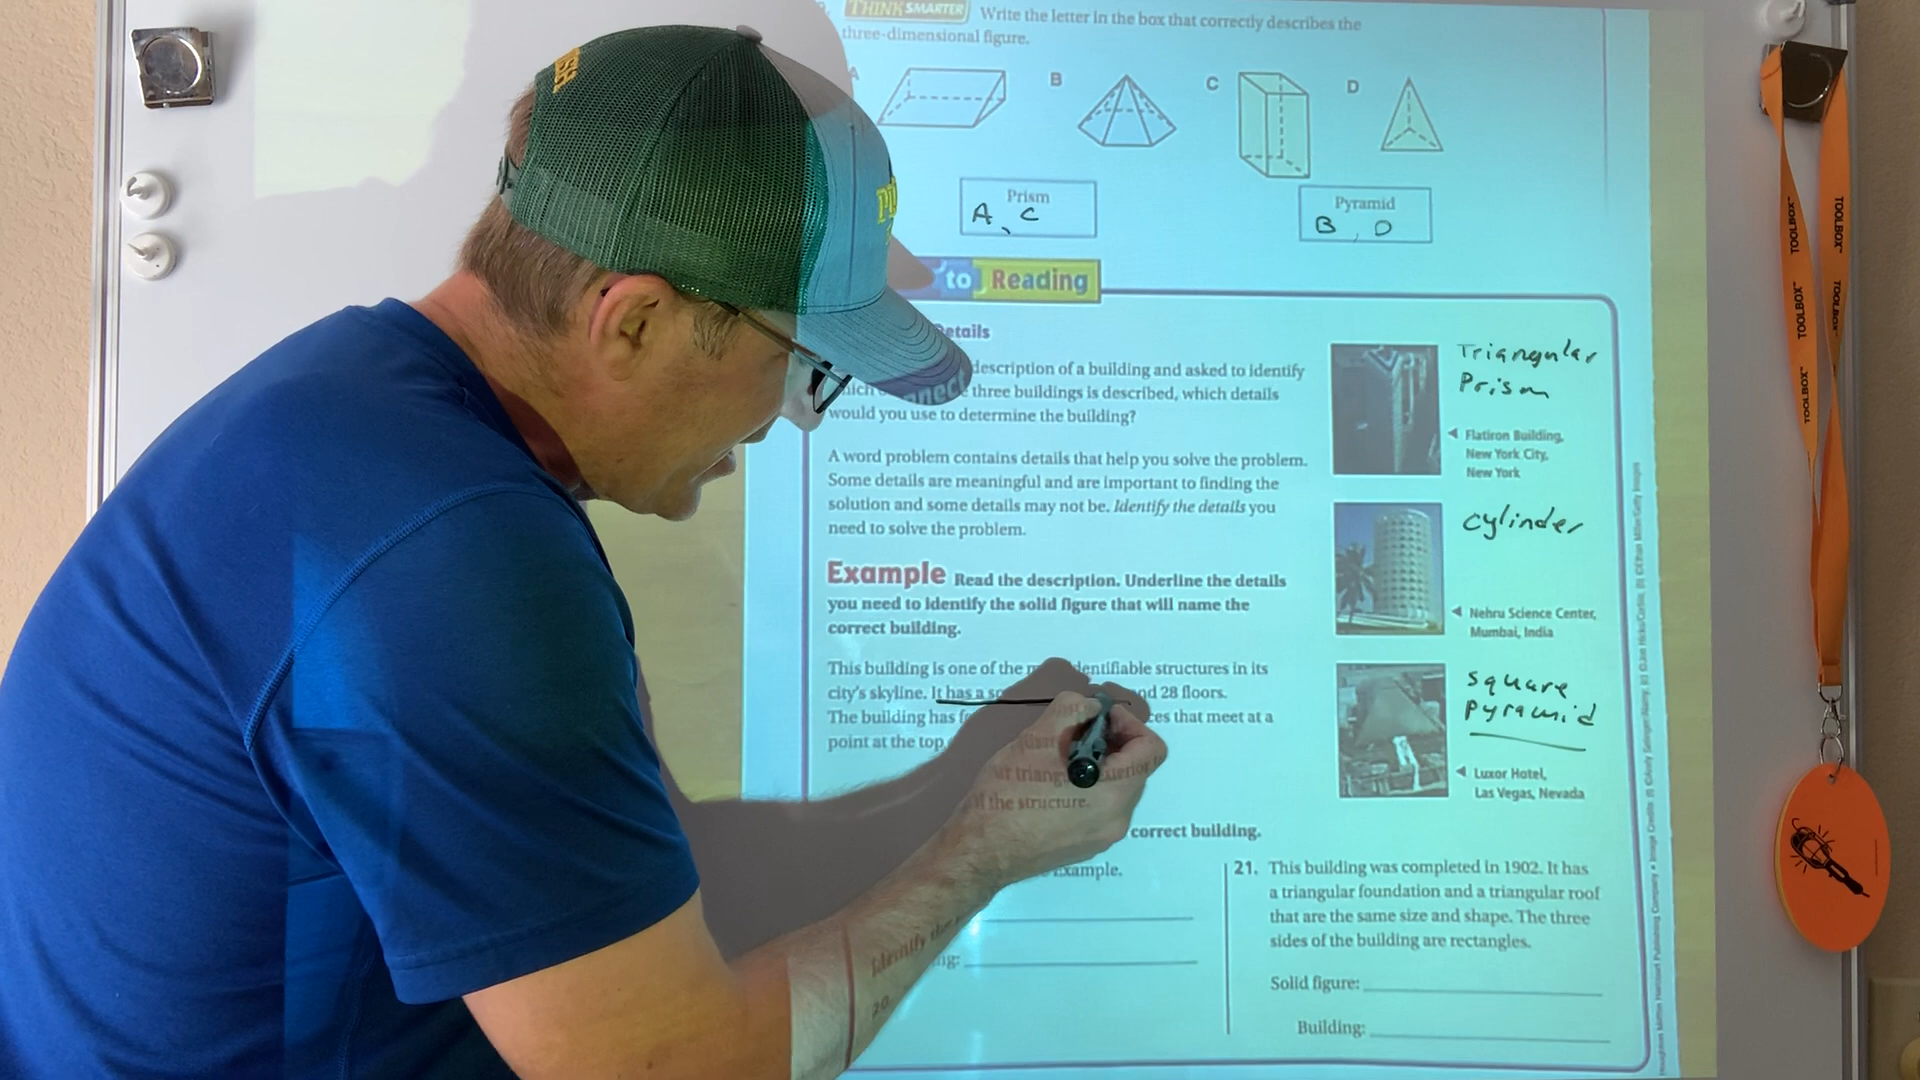 THINK SMARTER Write the letter in the box that correctly describes the
three-dimensional figure.
A B C D
Prism
A, C
Pyramid
B, D
to Reading
Details
description of a building and asked to identify
three buildings is described, which details
would you use to determine the building?
A word problem contains details that help you solve the problem.
Some details are meaningful and are important to finding the
solution and some details may not be. Identify the details you
need to solve the problem.
Example Read the description. Underline the details
you need to identify the solid figure that will name the
correct building.
This building is one of the identifiable structures in its
city's skyline. It has a and 28 floors.
The building has that meet at a
point at the top
the structure.
correct building.
Example.
Identify the
20.
Triangular
Prism
◄ Flatiron Building,
New York City,
New York
cylinder
◄ Nehru Science Center,
Mumbai, India
square
pyramid
◄ Luxor Hotel,
Las Vegas, Nevada
21. This building was completed in 1902. It has
a triangular foundation and a triangular roof
that are the same size and shape. The three
sides of the building are rectangles.
Solid figure:
Building:
TOOLBOX
TOOLBOX
TOOLBOX
TOOLBOX
TOOLBOX